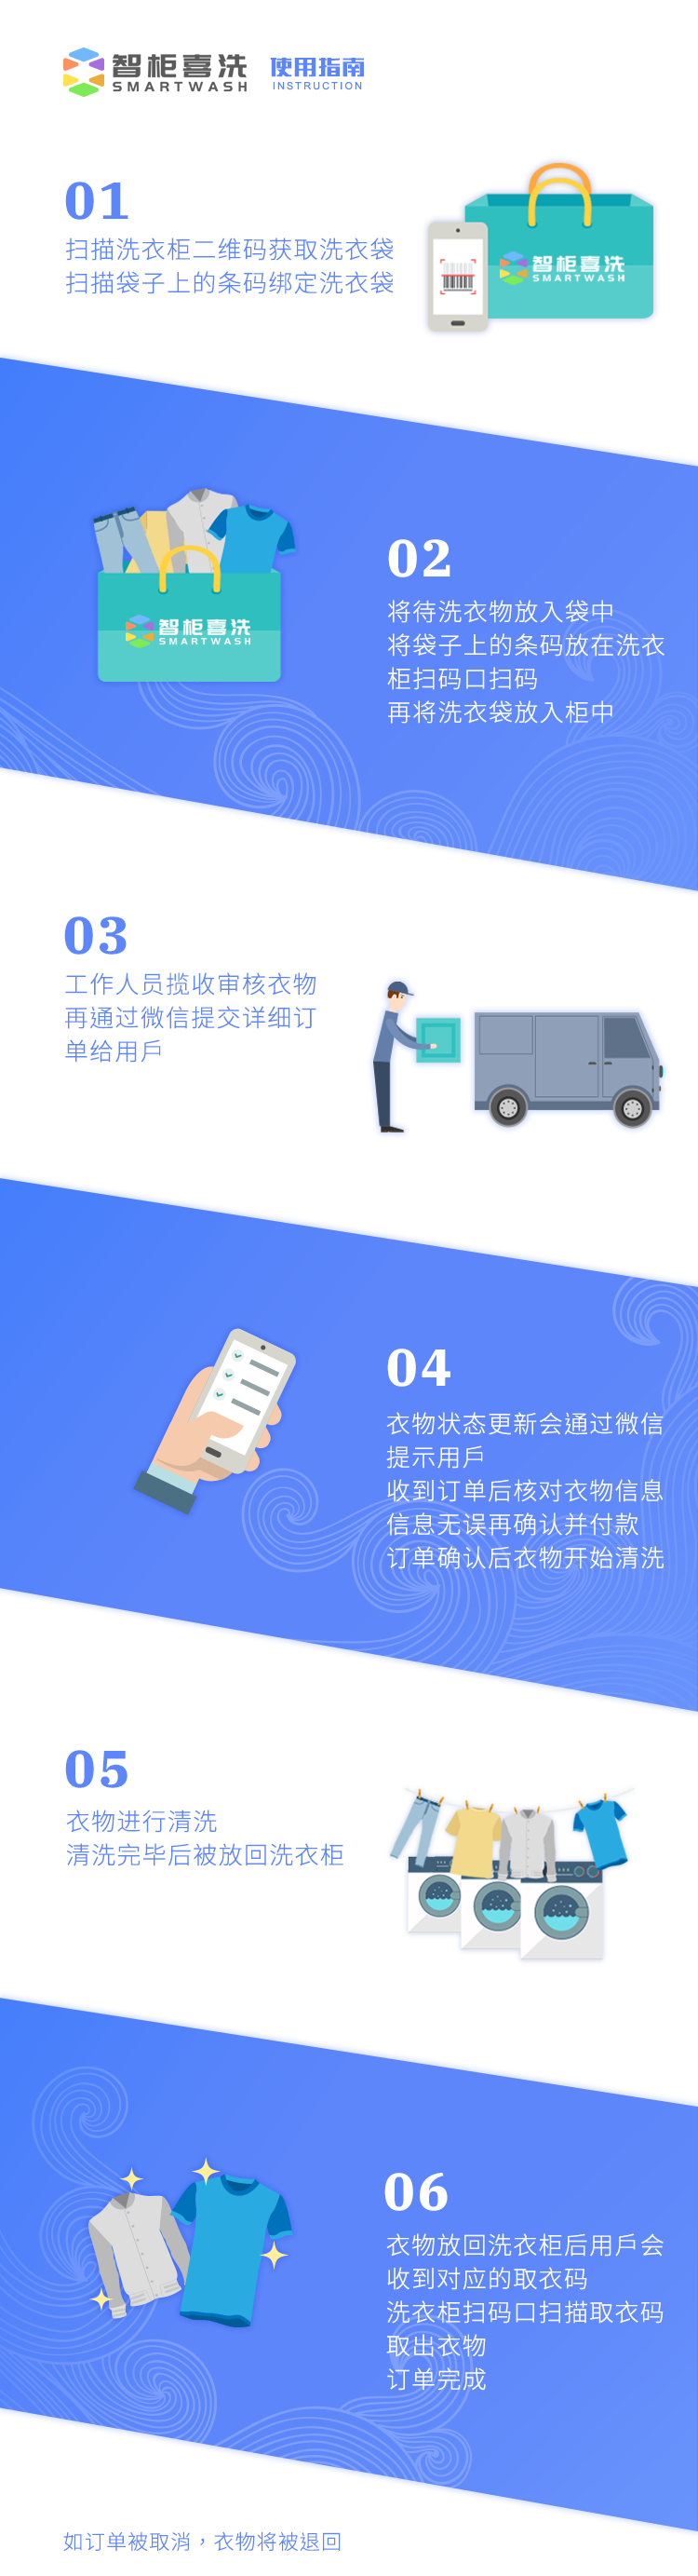 智柜喜洗 使用指南
SMARTWASH INSTRUCTION
01
扫描洗衣柜二维码获取洗衣袋
扫描袋子上的条码绑定洗衣袋
智柜喜洗
SMARTWASH
智柜喜洗
SMARTWASH
02
将待洗衣物放入袋中
将袋子上的条码放在洗衣
柜扫码口扫码
再将洗衣袋放入柜中
03
工作人员揽收审核衣物
再通过微信提交详细订
单给用戶
04
衣物状态更新会通过微信
提示用戶
收到订单后核对衣物信息
信息无误再确认并付款
订单确认后衣物开始清洗
05
衣物进行清洗
清洗完毕后被放回洗衣柜
06
衣物放回洗衣柜后用戶会
收到对应的取衣码
洗衣柜扫码口扫描取衣码
取出衣物
订单完成
如订单被取消，衣物将被退回